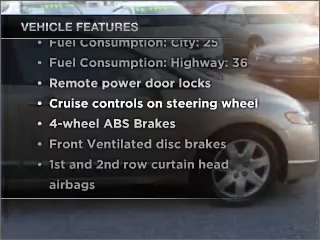 VEHICLE FEATURES
• Fuel Consumption: City: 25
• Fuel Consumption: Highway: 36
• Remote power door locks
• Cruise controls on steering wheel
• 4-wheel ABS Brakes
• Front Ventilated disc brakes
• 1st and 2nd row curtain head
airbags